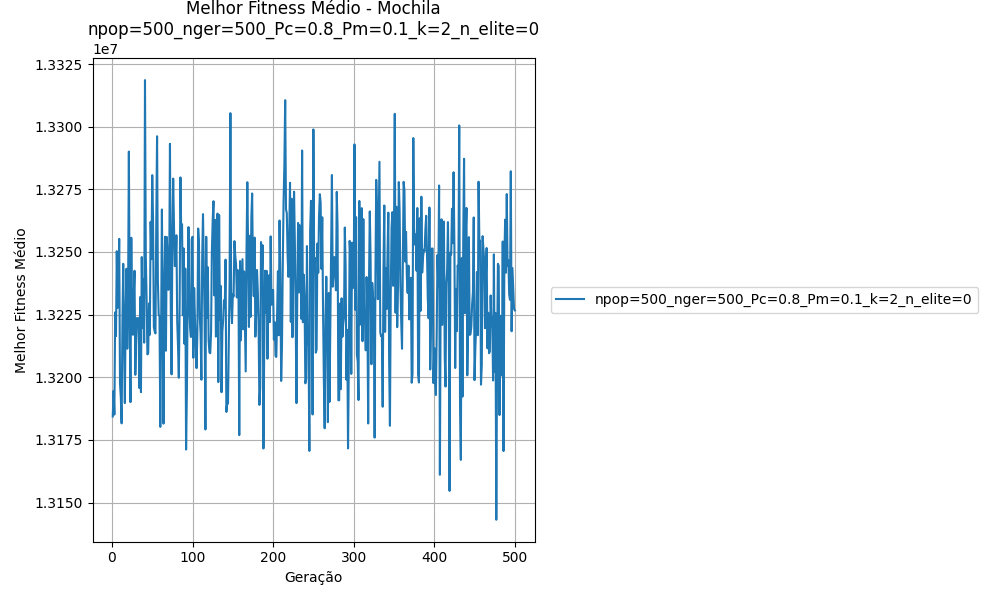 Melhor Fitness Médio - Mochila
npop=500_nger=500_Pc=0.8_Pm=0.1_k=2_n_elite=0
1e7
1.3325
1.3300
1.3275
1.3250
1.3225
1.3200
1.3175
1.3150
Melhor Fitness Médio
0 100 200 300 400 500
Geração
npop=500_nger=500_Pc=0.8_Pm=0.1_k=2_n_elite=0